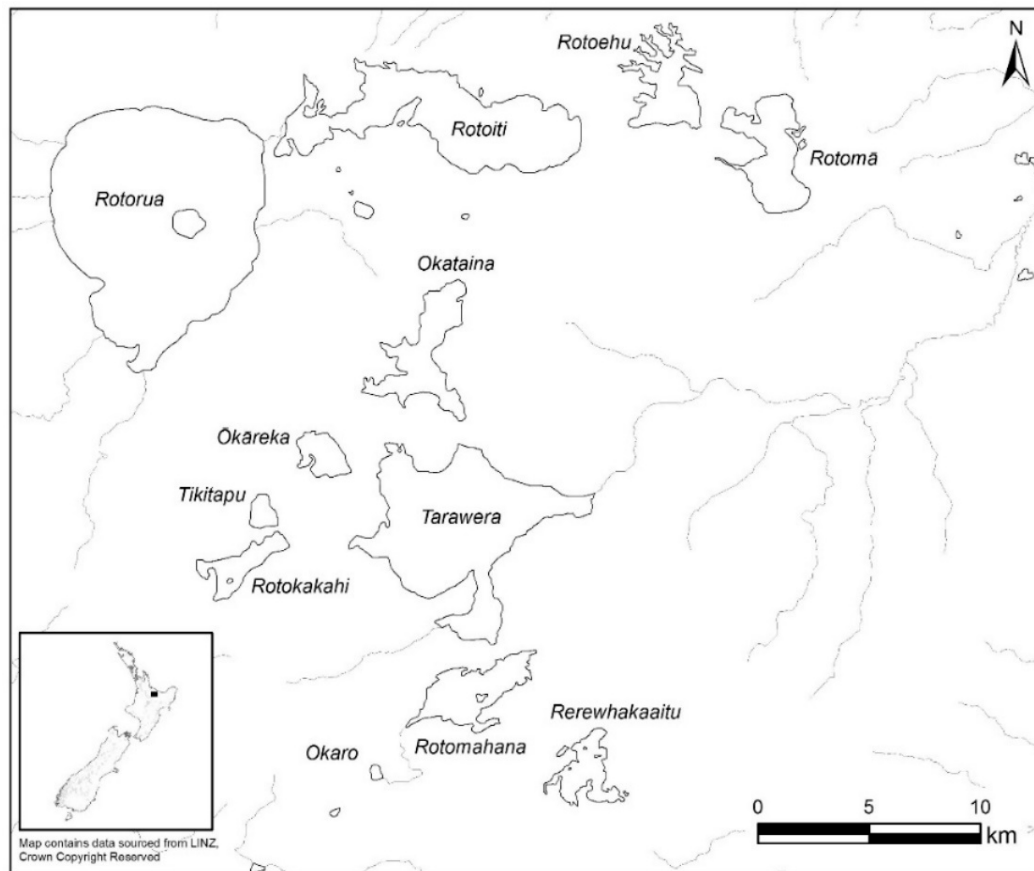 Rotoehu
N
Rotoiti
Rotomā
Rotorua
Okataina
Ōkāreka
Tikitapu
Tarawera
Rotokakahi
Rerewhakaaitu
Rotomahana
Okaro
0 5 10
km
Map contains data sourced from LINZ,
Crown Copyright Reserved